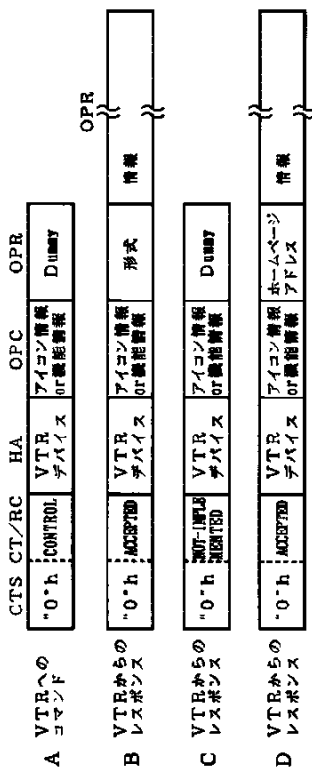 CTS CT/RC HA OPC OPR
A VTRへの
コマンド
"0"h CONTROL VTR
デバイス アイコン情報
or機能情報 Dummy
OPR
B VTRからの
レスポンス
"0"h ACCEPTED VTR
デバイス アイコン情報
or機能情報 形式 情報
C VTRからの
レスポンス
"0"h NOT-IMPLE
MENTED VTR
デバイス アイコン情報
or機能情報 Dummy
D VTRからの
レスポンス
"0"h ACCEPTED VTR
デバイス アイコン情報
or機能情報 ホームページ
アドレス 情報